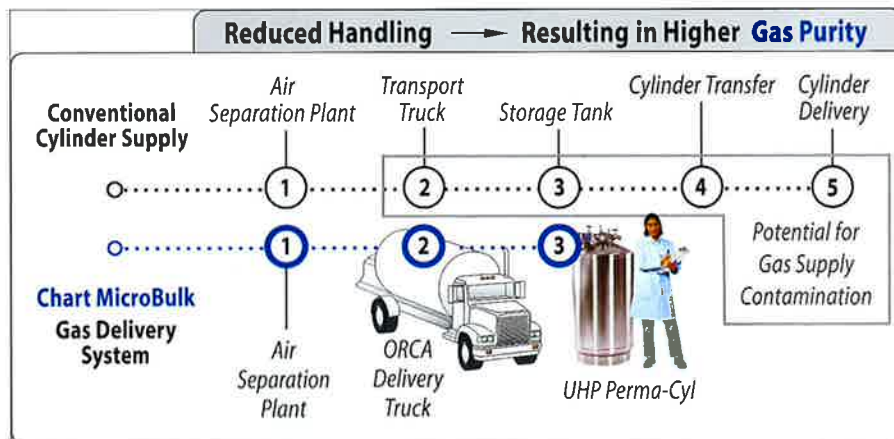 Reduced Handling → Resulting in Higher Gas Purity
Conventional
Cylinder Supply
Air
Separation Plant
Transport
Truck
Storage Tank
Cylinder Transfer
Cylinder
Delivery
1
2
3
4
5
1
2
3
Potential for
Gas Supply
Contamination
Chart MicroBulk
Gas Delivery
System
Air
Separation
Plant
ORCA
Delivery
Truck
UHP Perma-Cyl